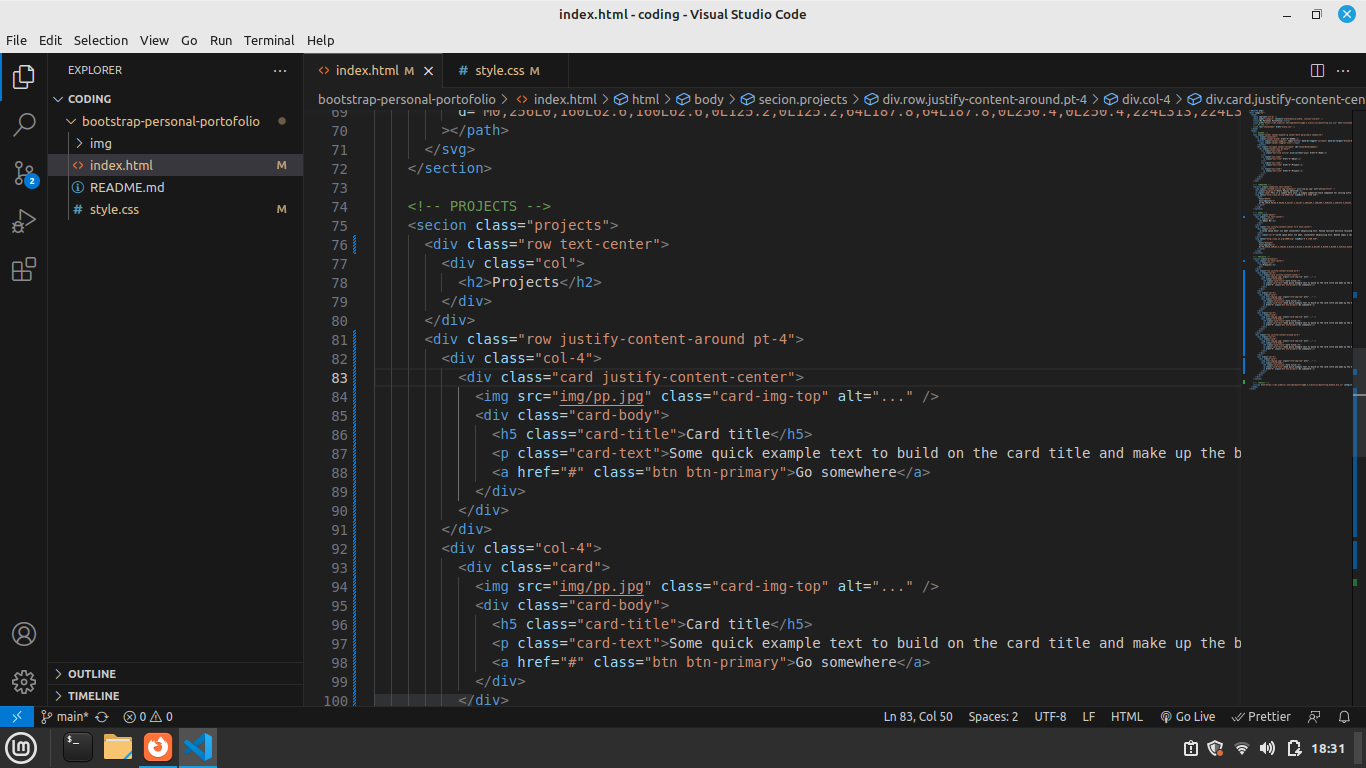 index.html - coding - Visual Studio Code
File Edit Selection View Go Run Terminal Help
EXPLORER
CODING
bootstrap-personal-portofolio
img
index.html M
README.md
style.css M
OUTLINE
TIMELINE
index.html M
style.css M
bootstrap-personal-portofolio > index.html > html > body > secion.projects > div.row.justify-content-around.pt-4 > div.col-4 > div.card.justify-content-cen
69 d="M0,256L0,160L62.6,160L62.6,0L125.2,0L125.2,64L187.8,64L187.8,0L250.4,0L250.4,224L313,224L3
70 ></path>
71 </svg>
72 </section>
73
74 <!-- PROJECTS -->
75 <secion class="projects">
76 <div class="row text-center">
77 <div class="col">
78 <h2>Projects</h2>
79 </div>
80 </div>
81 <div class="row justify-content-around pt-4">
82 <div class="col-4">
83 <div class="card justify-content-center">
84 <img src="img/pp.jpg" class="card-img-top" alt="..." />
85 <div class="card-body">
86 <h5 class="card-title">Card title</h5>
87 <p class="card-text">Some quick example text to build on the card title and make up the b
88 <a href="#" class="btn btn-primary">Go somewhere</a>
89 </div>
90 </div>
91 </div>
92 <div class="col-4">
93 <div class="card">
94 <img src="img/pp.jpg" class="card-img-top" alt="..." />
95 <div class="card-body">
96 <h5 class="card-title">Card title</h5>
97 <p class="card-text">Some quick example text to build on the card title and make up the b
98 <a href="#" class="btn btn-primary">Go somewhere</a>
99 </div>
100 </div>
2
main* 0 0 Ln 83, Col 50 Spaces: 2 UTF-8 LF HTML Go Live Prettier
18:31